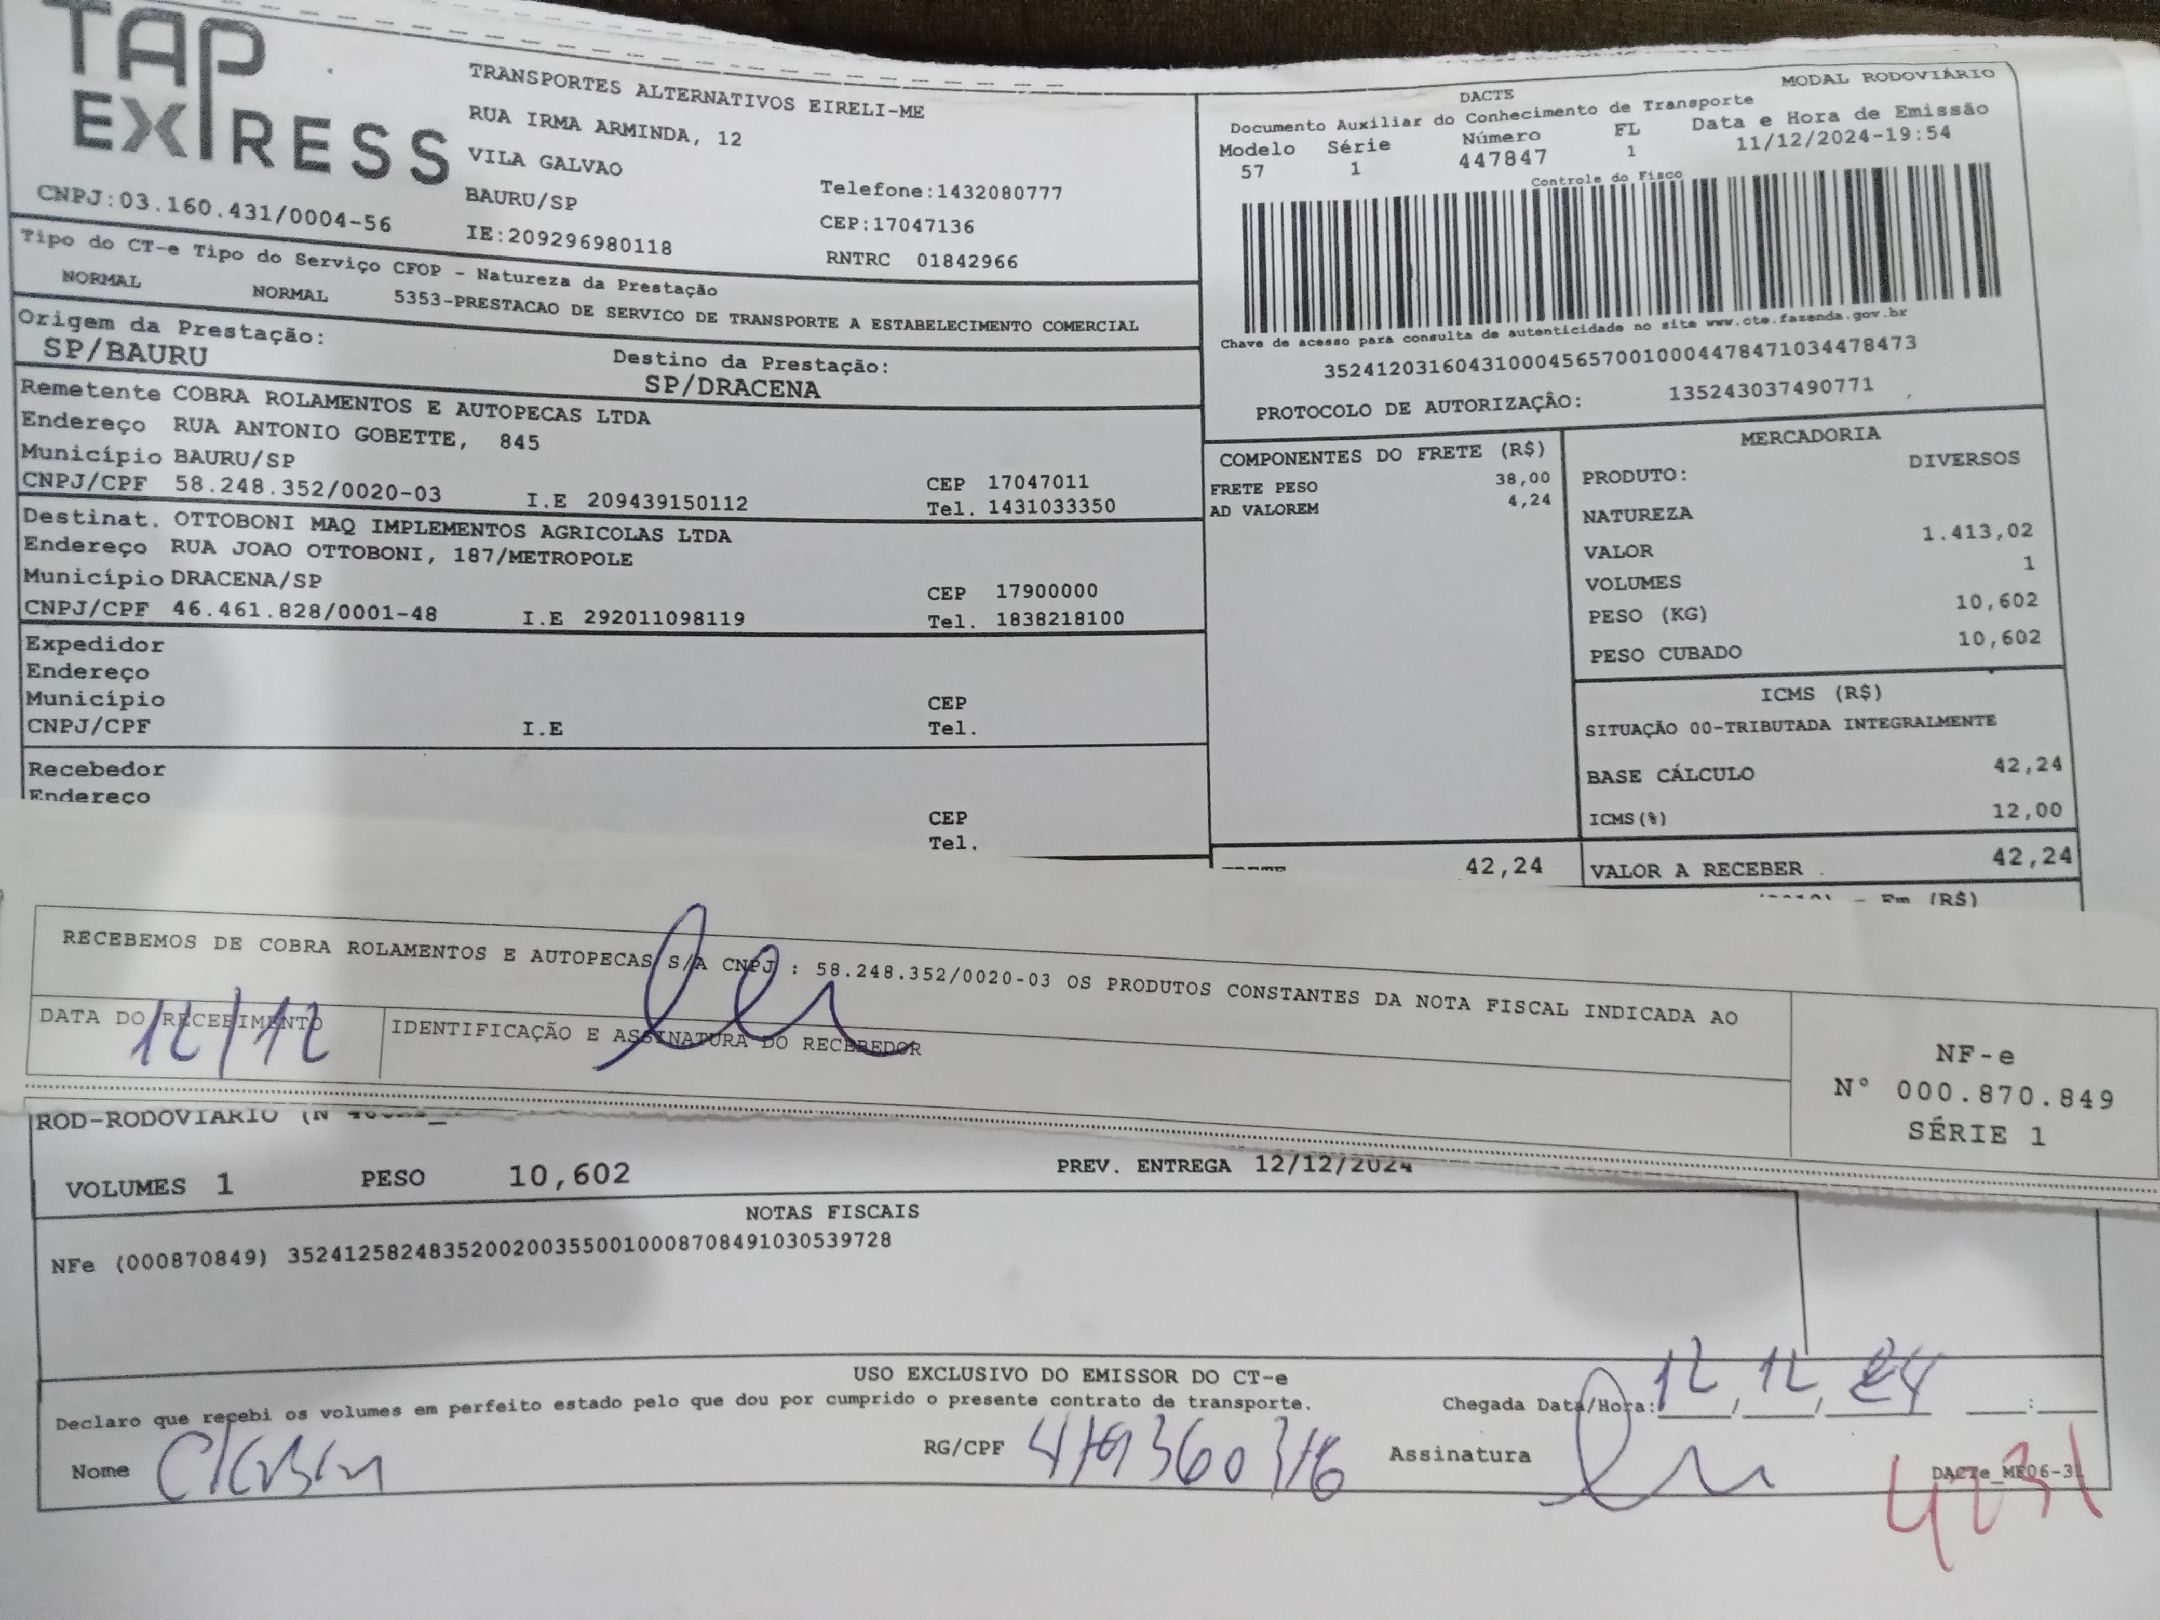 TAP EXPRESS
CNPJ:03.160.431/0004-56
TRANSPORTES ALTERNATIVOS EIRELI-ME
RUA IRMA ARMINDA, 12
VILA GALVAO
BAURU/SP
IE:209296980118
Telefone:1432080777
CEP:17047136
RNTRC 01842966
MODAL RODOVIÁRIO
DACTE
Documento Auxiliar do Conhecimento de Transporte
Modelo Série Número FL Data e Hora de Emissão
57 1 447847 1 11/12/2024-19:54
Controle do Fisco
Chave de acesso para consulta de autenticidade no site www.cte.fazenda.gov.br
35241203160431000456570010004478471034478473
PROTOCOLO DE AUTORIZAÇÃO: 135243037490771
Tipo do CT-e Tipo do Serviço CFOP - Natureza da Prestação
NORMAL NORMAL 5353-PRESTACAO DE SERVICO DE TRANSPORTE A ESTABELECIMENTO COMERCIAL
Origem da Prestação: Destino da Prestação:
SP/BAURU SP/DRACENA
Remetente COBRA ROLAMENTOS E AUTOPECAS LTDA
Endereço RUA ANTONIO GOBETTE, 845
Município BAURU/SP CEP 17047011
CNPJ/CPF 58.248.352/0020-03 I.E 209439150112 Tel. 1431033350
Destinat. OTTOBONI MAQ IMPLEMENTOS AGRICOLAS LTDA
Endereço RUA JOAO OTTOBONI, 187/METROPOLE
Município DRACENA/SP CEP 17900000
CNPJ/CPF 46.461.828/0001-48 I.E 292011098119 Tel. 1838218100
Expedidor
Endereço
Município CEP
CNPJ/CPF I.E Tel.
Recebedor
Endereço
CEP
Tel.
COMPONENTES DO FRETE (R$)
FRETE PESO 38,00
AD VALOREM 4,24
42,24
MERCADORIA
PRODUTO: DIVERSOS
NATUREZA
VALOR 1.413,02
VOLUMES 1
PESO (KG) 10,602
PESO CUBADO 10,602
ICMS (R$)
SITUAÇÃO 00-TRIBUTADA INTEGRALMENTE
BASE CÁLCULO 42,24
ICMS(%) 12,00
VALOR A RECEBER 42,24
- Em (R$)
RECEBEMOS DE COBRA ROLAMENTOS E AUTOPECAS S/A CNPJ : 58.248.352/0020-03 OS PRODUTOS CONSTANTES DA NOTA FISCAL INDICADA AO
DATA DO RECEBIMENTO IDENTIFICAÇÃO E ASSINATURA DO RECEBEDOR
12/12
NF-e
N° 000.870.849
SÉRIE 1
ROD-RODOVIARIO (N
VOLUMES 1 PESO 10,602 PREV. ENTREGA 12/12/2024
NOTAS FISCAIS
NFe (000870849) 35241258248352002003550010008708491030539728
USO EXCLUSIVO DO EMISSOR DO CT-e
Declaro que recebi os volumes em perfeito estado pelo que dou por cumprido o presente contrato de transporte. Chegada Data/Hora: 12/12/24 :
Nome RG/CPF Assinatura
DACTe_MF06-31